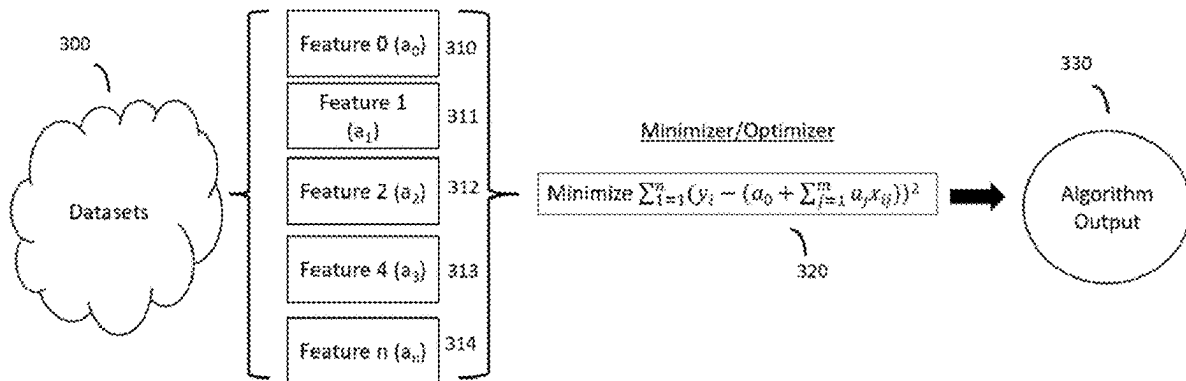 300
Datasets
Feature 0 (a₀)
310
Feature 1
(a₁)
311
Feature 2 (a₂)
312
Feature 4 (a₃)
313
Feature n (aₙ)
314
Minimizer/Optimizer
Minimize ∑ⁿᵢ₌₁(yᵢ − (a₀ + ∑ᵐⱼ₌₁ aⱼxᵢⱼ))²
320
330
Algorithm
Output